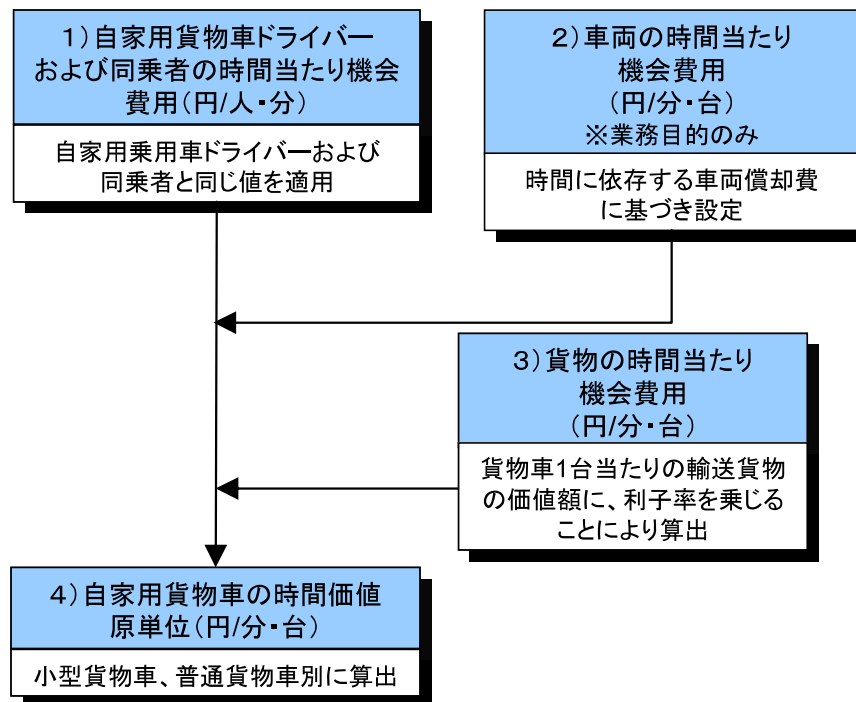 1)自家用貨物車ドライバー
および同乗者の時間当たり機会
費用(円/人・分)
自家用乗用車ドライバーおよび
同乗者と同じ値を適用
2)車両の時間当たり
機会費用
(円/分・台)
※業務目的のみ
時間に依存する車両償却費
に基づき設定
3)貨物の時間当たり
機会費用
(円/分・台)
貨物車1台当たりの輸送貨物
の価値額に、利子率を乗じる
ことにより算出
4)自家用貨物車の時間価値
原単位(円/分・台)
小型貨物車、普通貨物車別に算出